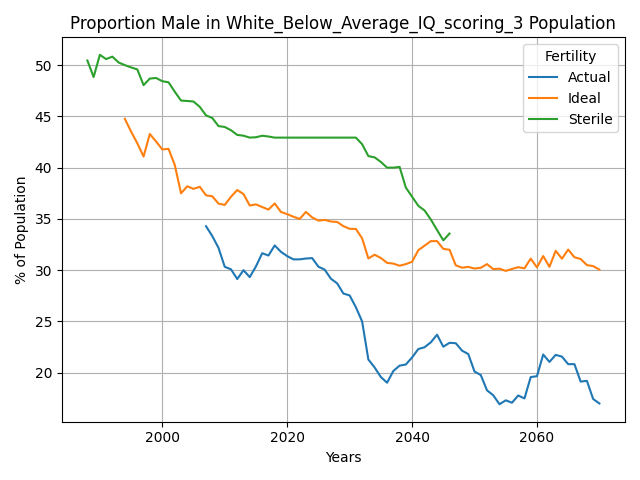 Proportion Male in White_Below_Average_IQ_scoring_3 Population
Fertility
Actual
Ideal
Sterile
% of Population
50
45
40
35
30
25
20
2000
2020
2040
2060
Years